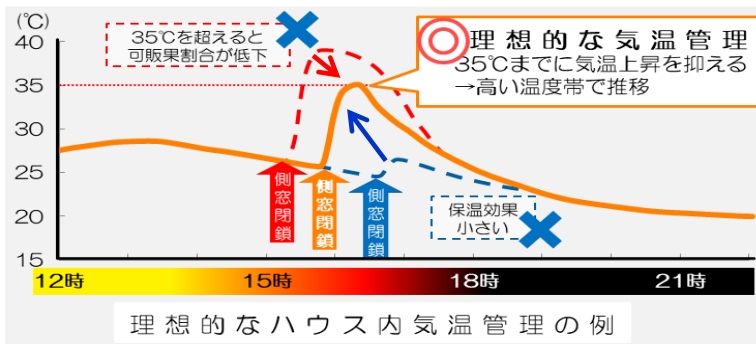 (℃)
40
35
30
25
20
15
35℃を超えると
可販果割合が低下
◎理想的な気温管理
35℃までに気温上昇を抑える
→高い温度帯で推移
側窓閉鎖
側窓閉鎖
側窓閉鎖
保温効果
小さい
12時
15時
18時
21時
理想的なハウス内気温管理の例